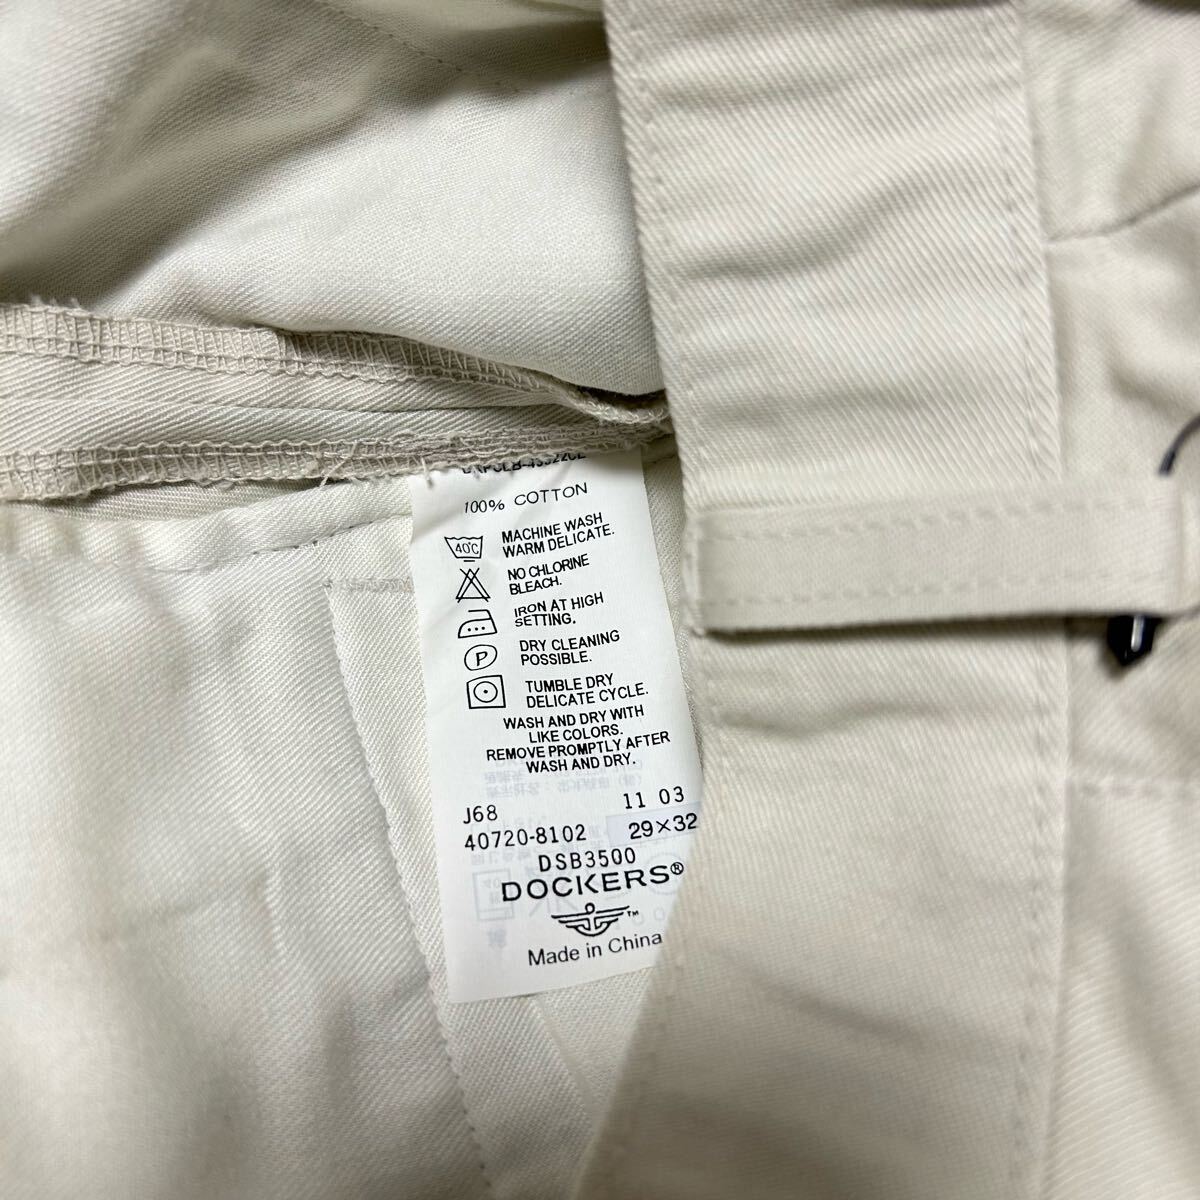 100% COTTON
40°C
MACHINE WASH
WARM DELICATE.
NO CHLORINE
BLEACH.
IRON AT HIGH
SETTING.
P
DRY CLEANING
POSSIBLE.
TUMBLE DRY
DELICATE CYCLE.
WASH AND DRY WITH
LIKE COLORS.
REMOVE PROMPTLY AFTER
WASH AND DRY.
J68 11 03
40720-8102 29×32
DSB3500
DOCKERS®
™
Made in China